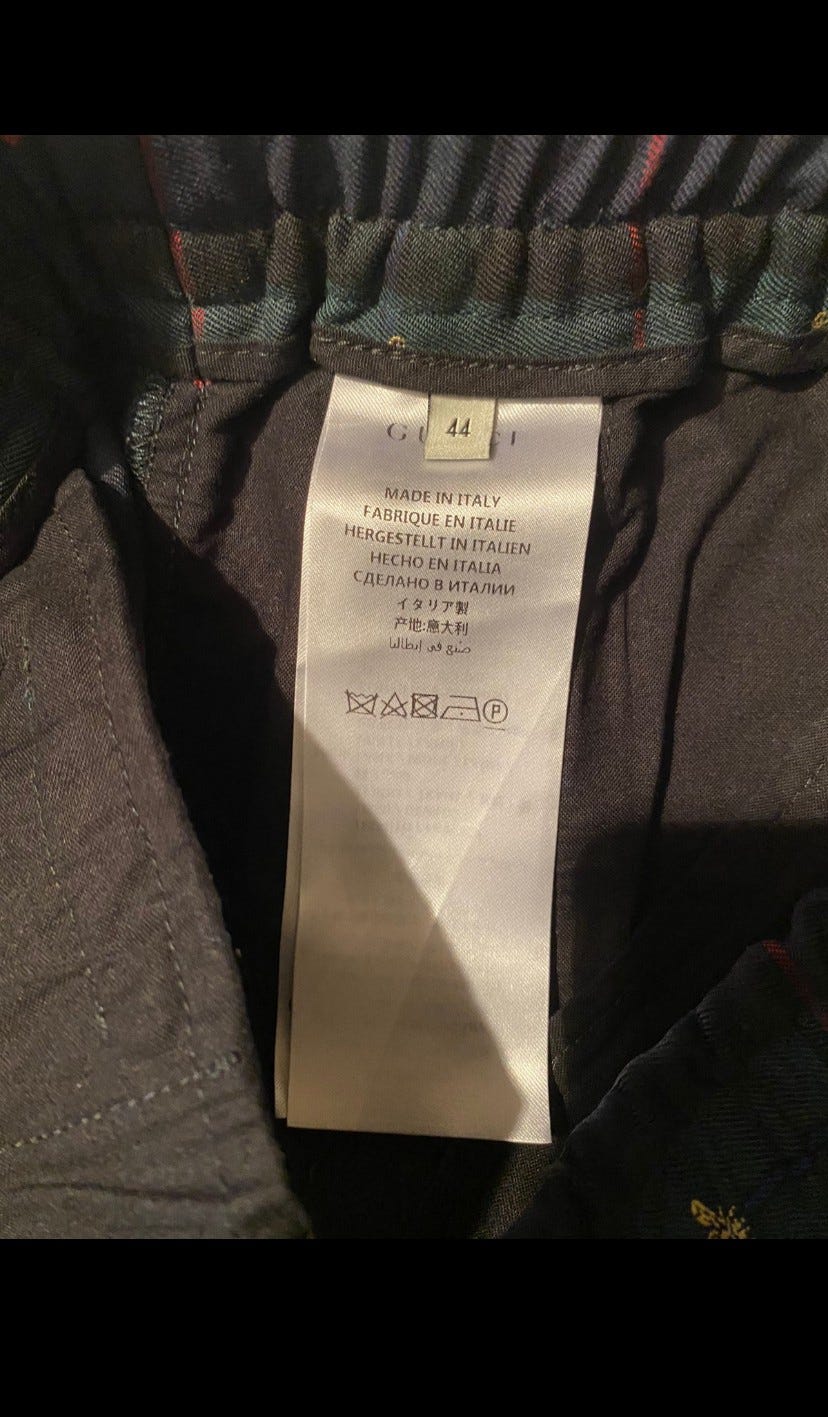 GUCCI
44
MADE IN ITALY
FABRIQUE EN ITALIE
HERGESTELLT IN ITALIEN
HECHO EN ITALIA
СДЕЛАНО В ИТАЛИИ
イタリア製
产地:意大利
صنع في إيطاليا
P